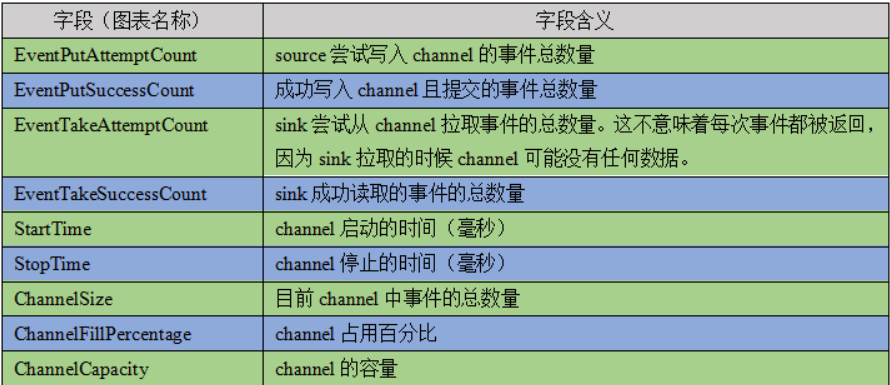 字段（图表名称） 字段含义
EventPutAttemptCount source 尝试写入 channel 的事件总数量
EventPutSuccessCount 成功写入 channel 且提交的事件总数量
EventTakeAttemptCount sink 尝试从 channel 拉取事件的总数量。这不意味着每次事件都被返回，
因为 sink 拉取的时候 channel 可能没有任何数据。
EventTakeSuccessCount sink 成功读取的事件的总数量
StartTime channel 启动的时间（毫秒）
StopTime channel 停止的时间（毫秒）
ChannelSize 目前 channel 中事件的总数量
ChannelFillPercentage channel 占用百分比
ChannelCapacity channel 的容量